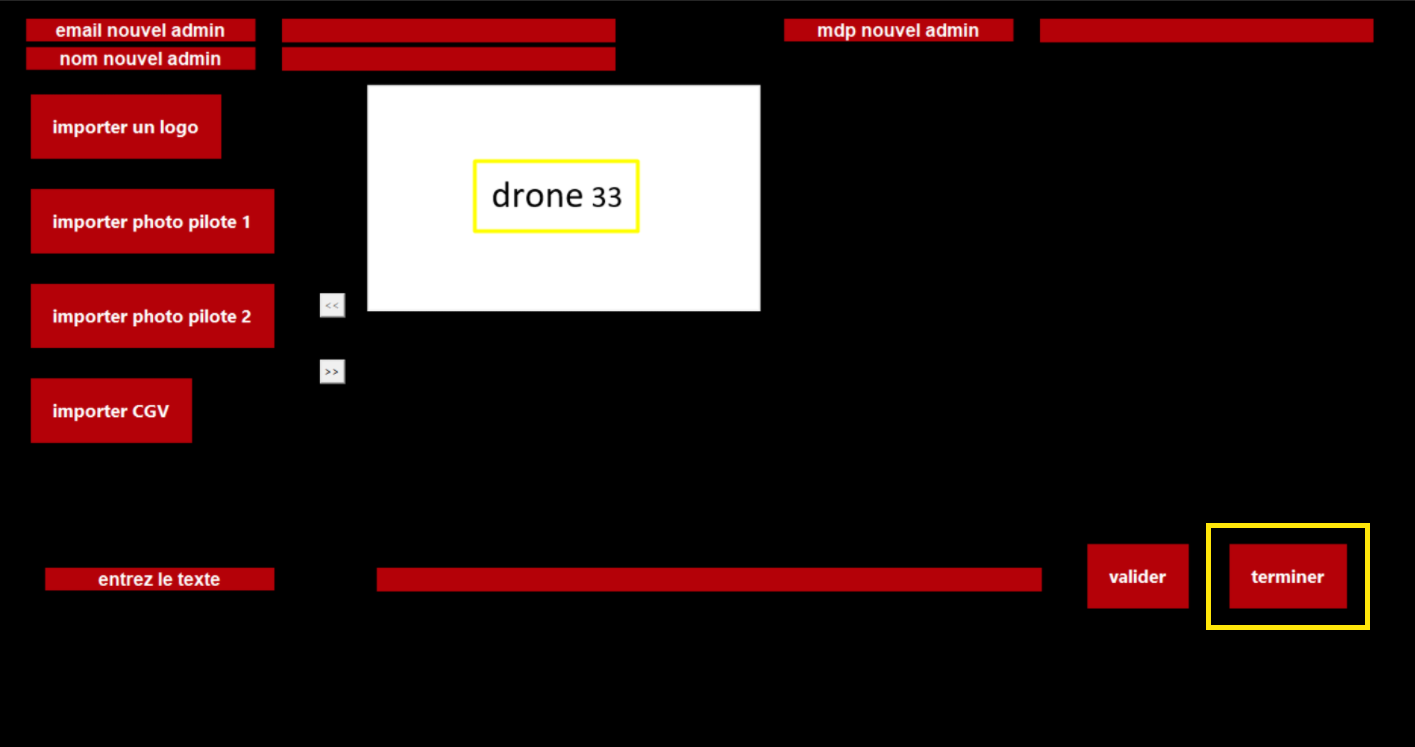 email nouvel admin
mdp nouvel admin
nom nouvel admin
importer un logo
drone 33
importer photo pilote 1
importer photo pilote 2
<<
>>
importer CGV
entrez le texte
valider
terminer